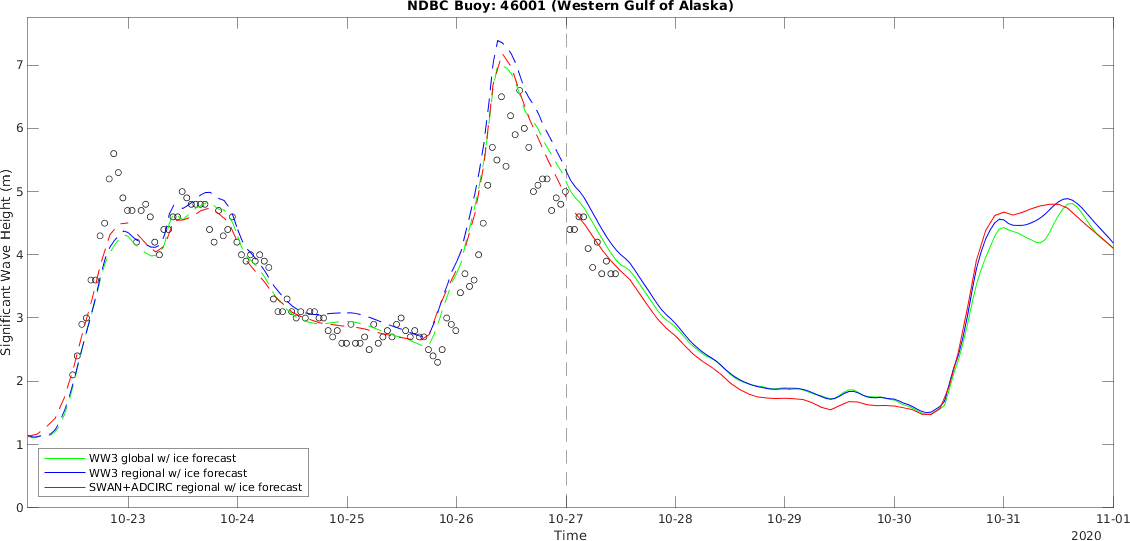 NDBC Buoy: 46001 (Western Gulf of Alaska)
Significant Wave Height (m)
7
6
5
4
3
2
1
0
WW3 global w/ ice forecast
WW3 regional w/ ice forecast
SWAN+ADCIRC regional w/ ice forecast
10-23 10-24 10-25 10-26 10-27 10-28 10-29 10-30 10-31 11-01
Time
2020